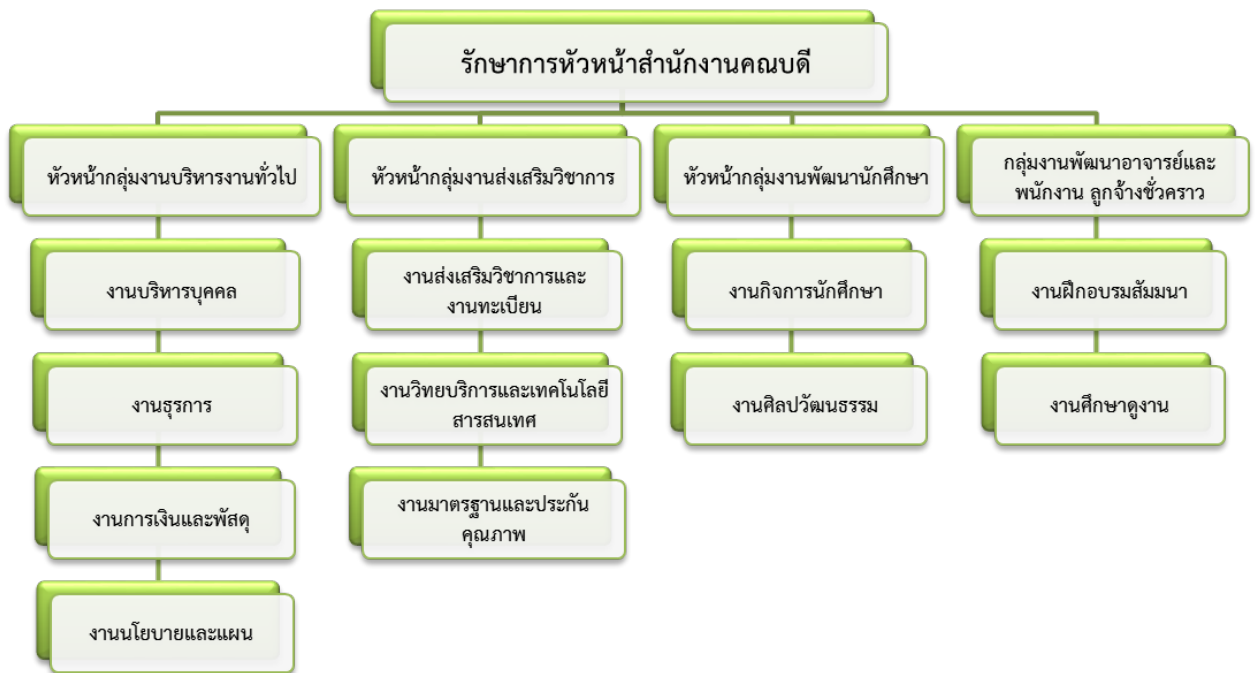 รักษาการหัวหน้าสำนักงานคณบดี
หัวหน้ากลุ่มงานบริหารงานทั่วไป
งานบริหารบุคคล
งานธุรการ
งานการเงินและพัสดุ
งานนโยบายและแผน
หัวหน้ากลุ่มงานส่งเสริมวิชาการ
งานส่งเสริมวิชาการและ
งานทะเบียน
งานวิทยบริการและเทคโนโลยี
สารสนเทศ
งานมาตรฐานและประกัน
คุณภาพ
หัวหน้ากลุ่มงานพัฒนานักศึกษา
งานกิจการนักศึกษา
งานศิลปวัฒนธรรม
กลุ่มงานพัฒนาอาจารย์และ
พนักงาน ลูกจ้างชั่วคราว
งานฝึกอบรมสัมมนา
งานศึกษาดูงาน